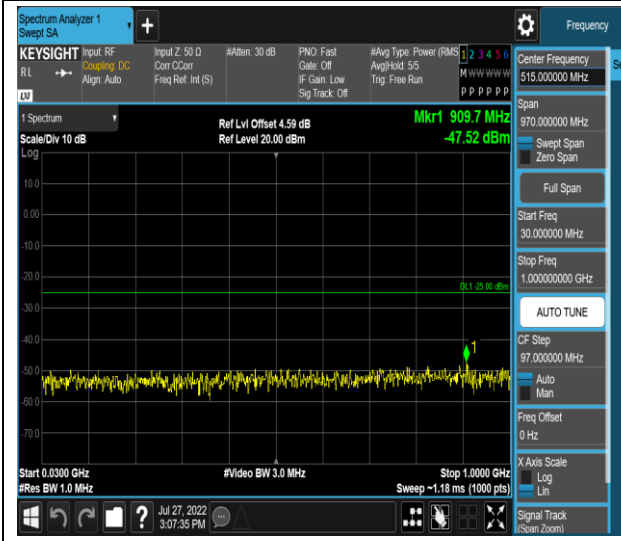 Spectrum Analyzer 1
Swept SA
+
Frequency
KEYSIGHT
RL
LXI
Input: RF
Coupling: DC
Align: Auto
Input Z: 50 Ω
Corr CCorr
Freq Ref: Int (S)
#Atten: 30 dB
PNO: Fast
Gate: Off
IF Gain: Low
Sig Track: Off
#Avg Type: Power (RMS
Avg|Hold: 5/5
Trig: Free Run
1 2 3 4 5 6
M W W W W W
P P P P P P
1 Spectrum
Scale/Div 10 dB
Log
Ref Lvl Offset 4.59 dB
Ref Level 20.00 dBm
Mkr1 909.7 MHz
-47.52 dBm
10.0
0.00
-10.0
-20.0
DL1 -25.00 dBm
-30.0
-40.0
1
-50.0
-60.0
-70.0
Start 0.0300 GHz
#Res BW 1.0 MHz
#Video BW 3.0 MHz
Stop 1.0000 GHz
Sweep ~1.18 ms (1000 pts)
?
Jul 27, 2022
3:07:35 PM
Center Frequency
515.000000 MHz
Span
970.000000 MHz
Swept Span
Zero Span
Full Span
Start Freq
30.000000 MHz
Stop Freq
1.000000000 GHz
AUTO TUNE
CF Step
97.000000 MHz
Auto
Man
Freq Offset
0 Hz
X Axis Scale
Log
Lin
Signal Track
(Span Zoom)